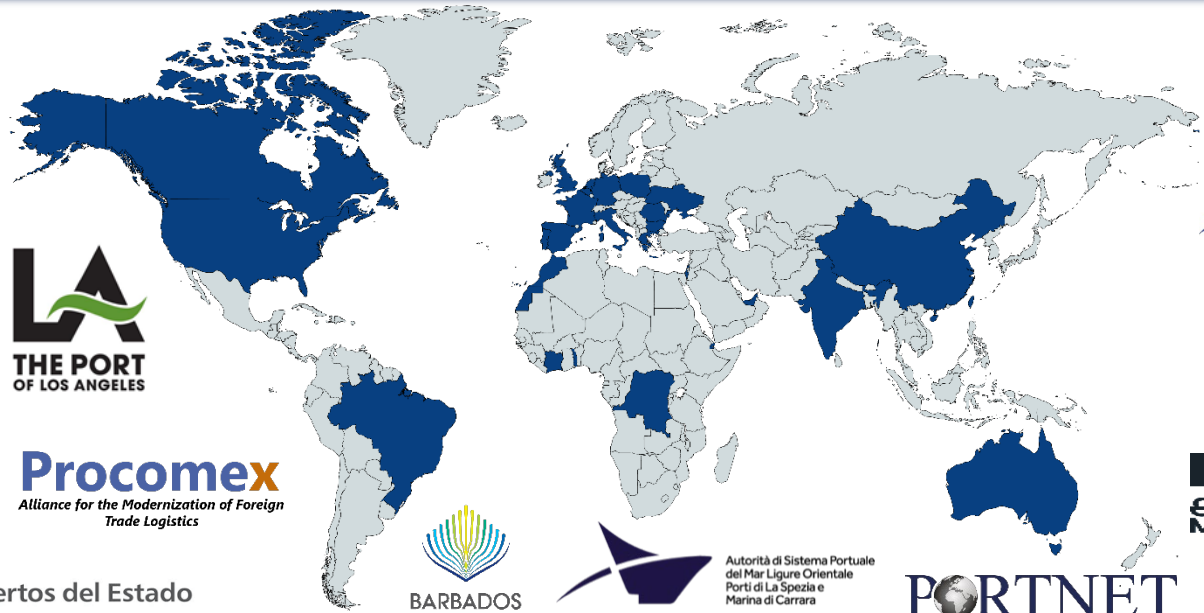 LA
THE PORT
OF LOS ANGELES
Procomex
Alliance for the Modernization of Foreign
Trade Logistics
ertos del Estado
BARBADOS
Autorità di Sistema Portuale
del Mar Ligure Orientale
Porti di La Spezia e
Marina di Carrara
PORTNET